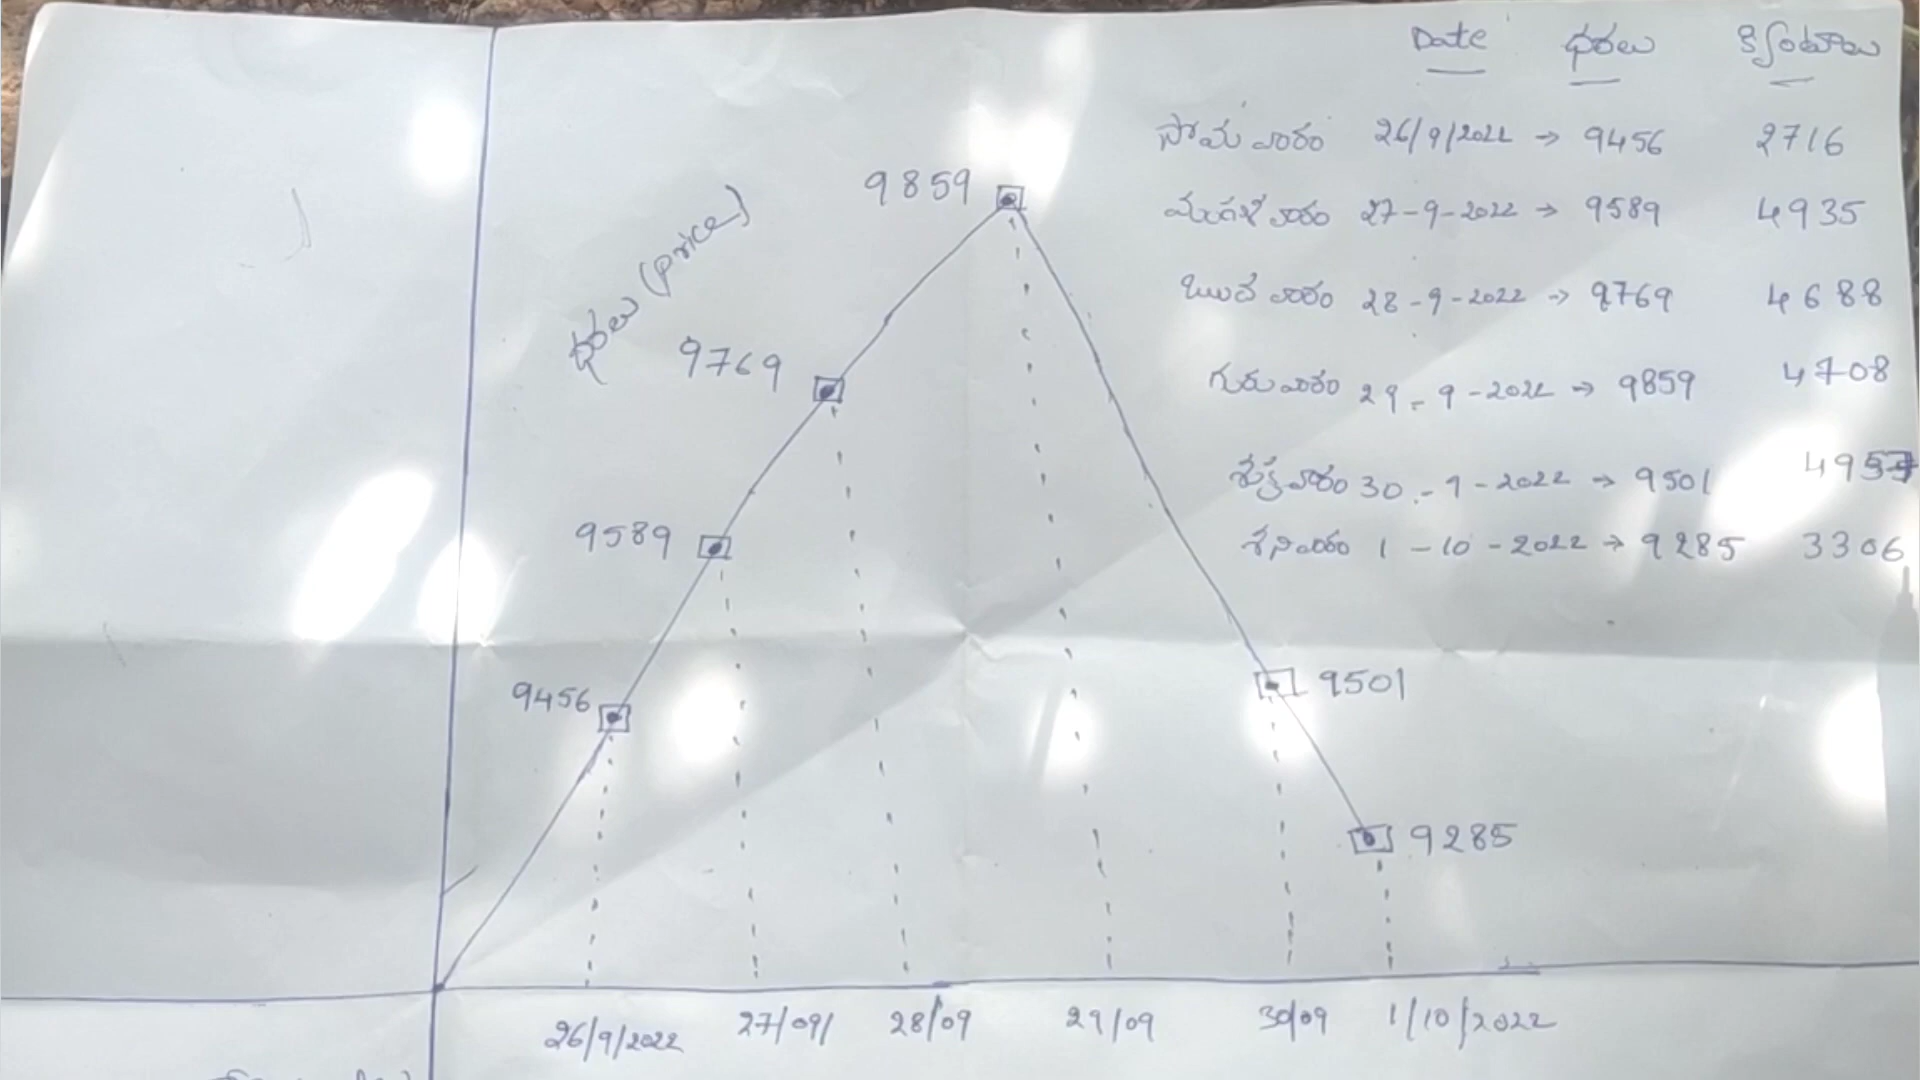 Date ధరలు క్వింటాలు
సోమవారం 26/9/2022 → 9456 2716
మంగళవారం 27-9-2022 → 9589 4935
బుధవారం 28-9-2022 → 9769 4688
గురువారం 29-9-2022 → 9859 4708
శుక్రవారం 30-9-2022 → 9501 4957
శనివారం 1-10-2022 → 9285 3306
ధరలు (price)
9859
9769
9589
9456
9501
9285
26/9/2022 27/09/ 28/09 29/09 30/09 1/10/2022